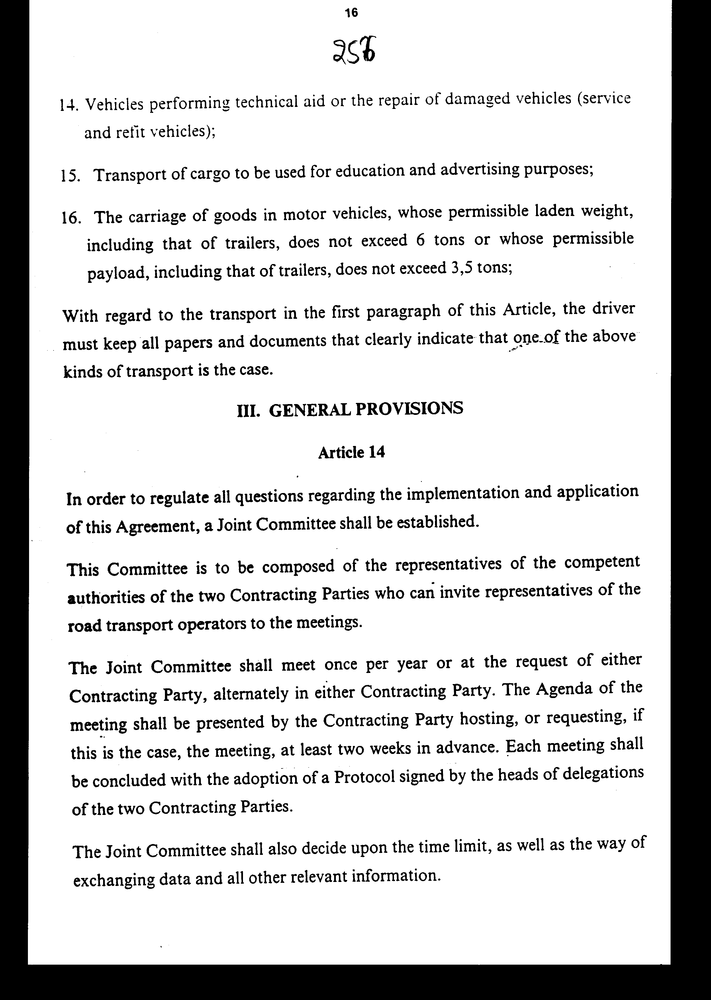 16
256
14. Vehicles performing technical aid or the repair of damaged vehicles (service
and refit vehicles);
15. Transport of cargo to be used for education and advertising purposes;
16. The carriage of goods in motor vehicles, whose permissible laden weight,
including that of trailers, does not exceed 6 tons or whose permissible
payload, including that of trailers, does not exceed 3,5 tons;
With regard to the transport in the first paragraph of this Article, the driver
must keep all papers and documents that clearly indicate that one of the above
kinds of transport is the case.
III. GENERAL PROVISIONS
Article 14
In order to regulate all questions regarding the implementation and application
of this Agreement, a Joint Committee shall be established.
This Committee is to be composed of the representatives of the competent
authorities of the two Contracting Parties who can invite representatives of the
road transport operators to the meetings.
The Joint Committee shall meet once per year or at the request of either
Contracting Party, alternately in either Contracting Party. The Agenda of the
meeting shall be presented by the Contracting Party hosting, or requesting, if
this is the case, the meeting, at least two weeks in advance. Each meeting shall
be concluded with the adoption of a Protocol signed by the heads of delegations
of the two Contracting Parties.
The Joint Committee shall also decide upon the time limit, as well as the way of
exchanging data and all other relevant information.